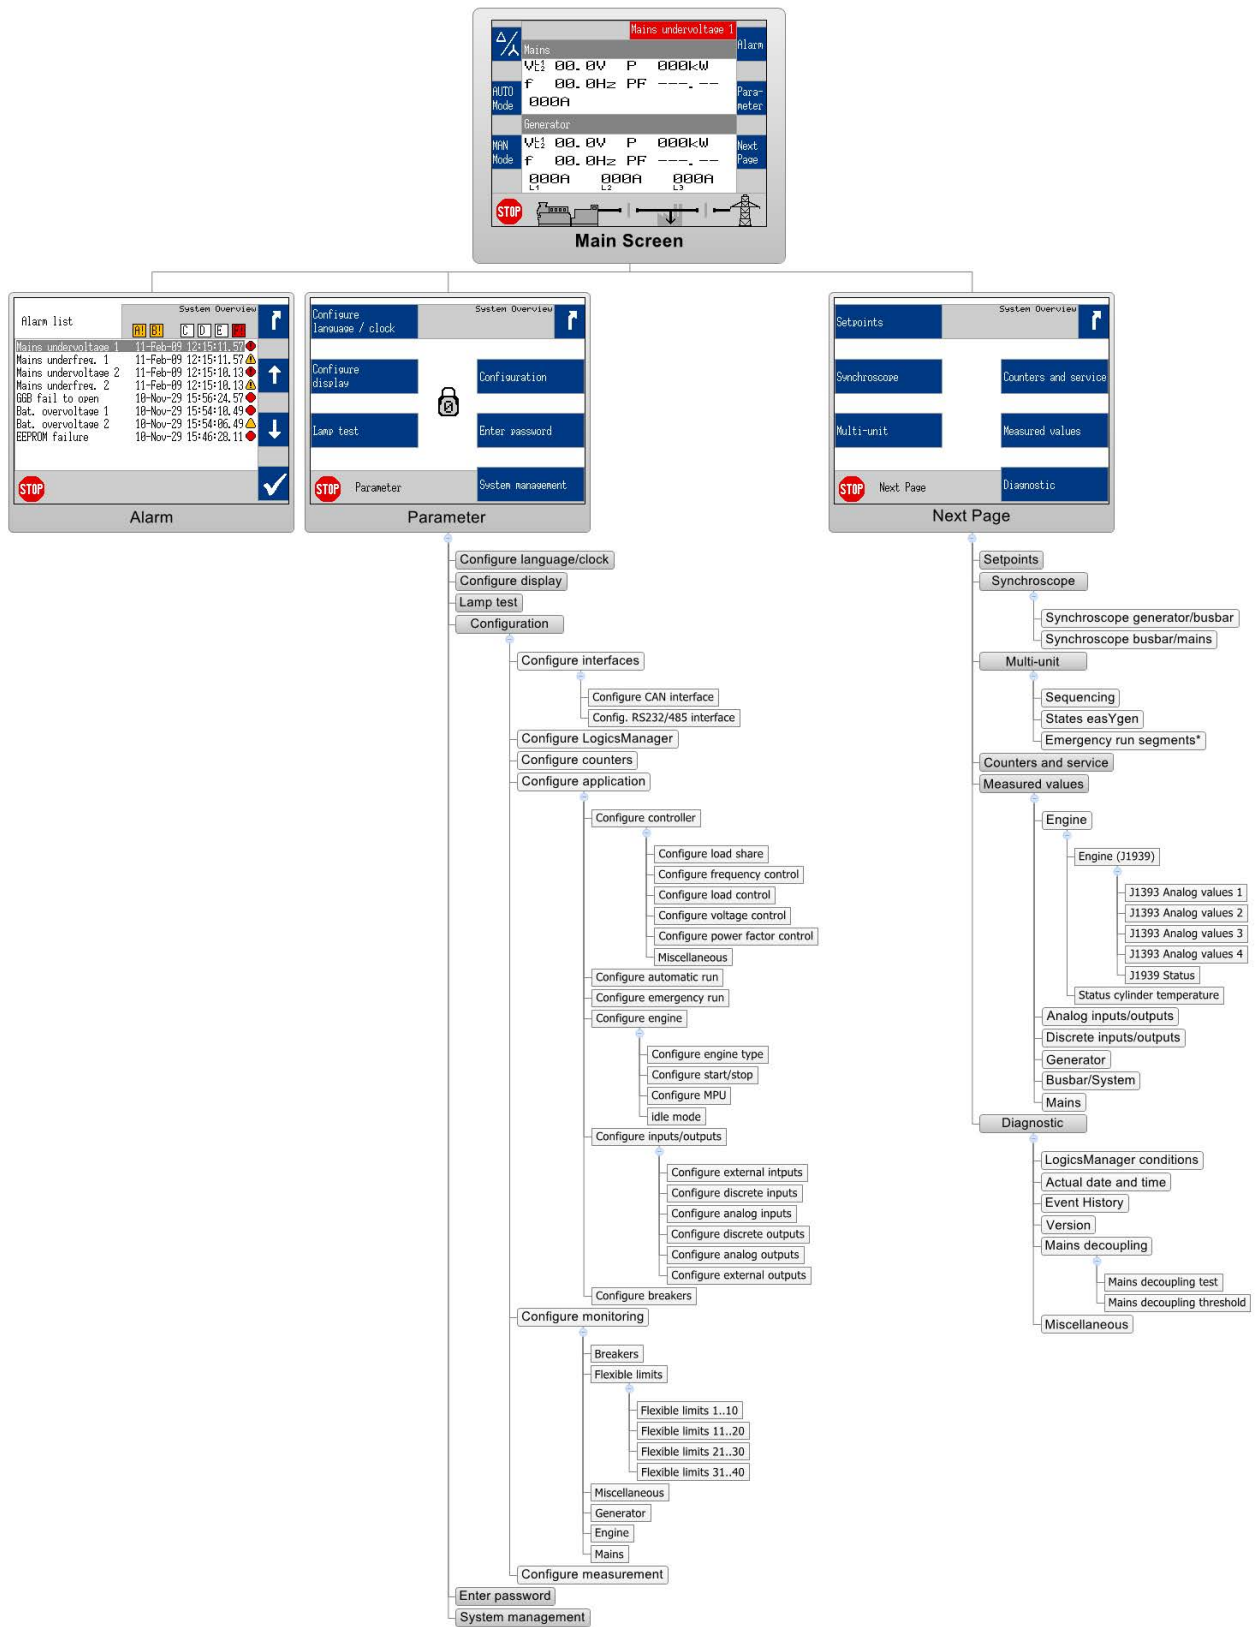 Mains undervoltage 1
Alarm
Mains
VL1L2 00.0V P 000kW
f 00.0Hz PF ---.--
000A
AUTO
Mode
Para-
meter
Generator
MAN
Mode
Next
Page
VL1L2 00.0V P 000kW
f 00.0Hz PF ---.--
000A 000A 000A
L1 L2 L3
STOP
Main Screen
System Overview
Alarm list
A! B! C D E F!
Mains undervoltage 1 11-Feb-09 12:15:11.57
Mains underfreq. 1 11-Feb-09 12:15:11.57
Mains undervoltage 2 11-Feb-09 12:15:10.13
Mains underfreq. 2 11-Feb-09 12:15:10.13
GGB fail to open 10-Nov-29 15:56:24.57
Bat. overvoltage 1 10-Nov-29 15:54:10.49
Bat. overvoltage 2 10-Nov-29 15:54:06.49
EEPROM failure 10-Nov-29 15:46:28.11
STOP
Alarm
Configure
language / clock
System Overview
Configure
display
Configuration
0
Lamp test
Enter password
STOP
Parameter
System management
Parameter
Setpoints
System Overview
Synchroscope
Counters and service
Multi-unit
Measured values
STOP
Next Page
Diagnostic
Next Page
Configure language/clock
Configure display
Lamp test
Configuration
Configure interfaces
Configure CAN interface
Config. RS232/485 interface
Configure LogicsManager
Configure counters
Configure application
Configure controller
Configure load share
Configure frequency control
Configure load control
Configure voltage control
Configure power factor control
Miscellaneous
Configure automatic run
Configure emergency run
Configure engine
Configure engine type
Configure start/stop
Configure MPU
idle mode
Configure inputs/outputs
Configure external intputs
Configure discrete inputs
Configure analog inputs
Configure discrete outputs
Configure analog outputs
Configure external outputs
Configure breakers
Configure monitoring
Breakers
Flexible limits
Flexible limits 1..10
Flexible limits 11..20
Flexible limits 21..30
Flexible limits 31..40
Miscellaneous
Generator
Engine
Mains
Configure measurement
Enter password
System management
Setpoints
Synchroscope
Synchroscope generator/busbar
Synchroscope busbar/mains
Multi-unit
Sequencing
States easYgen
Emergency run segments*
Counters and service
Measured values
Engine
Engine (J1939)
J1393 Analog values 1
J1393 Analog values 2
J1393 Analog values 3
J1393 Analog values 4
J1939 Status
Status cylinder temperature
Analog inputs/outputs
Discrete inputs/outputs
Generator
Busbar/System
Mains
Diagnostic
LogicsManager conditions
Actual date and time
Event History
Version
Mains decoupling
Mains decoupling test
Mains decoupling threshold
Miscellaneous